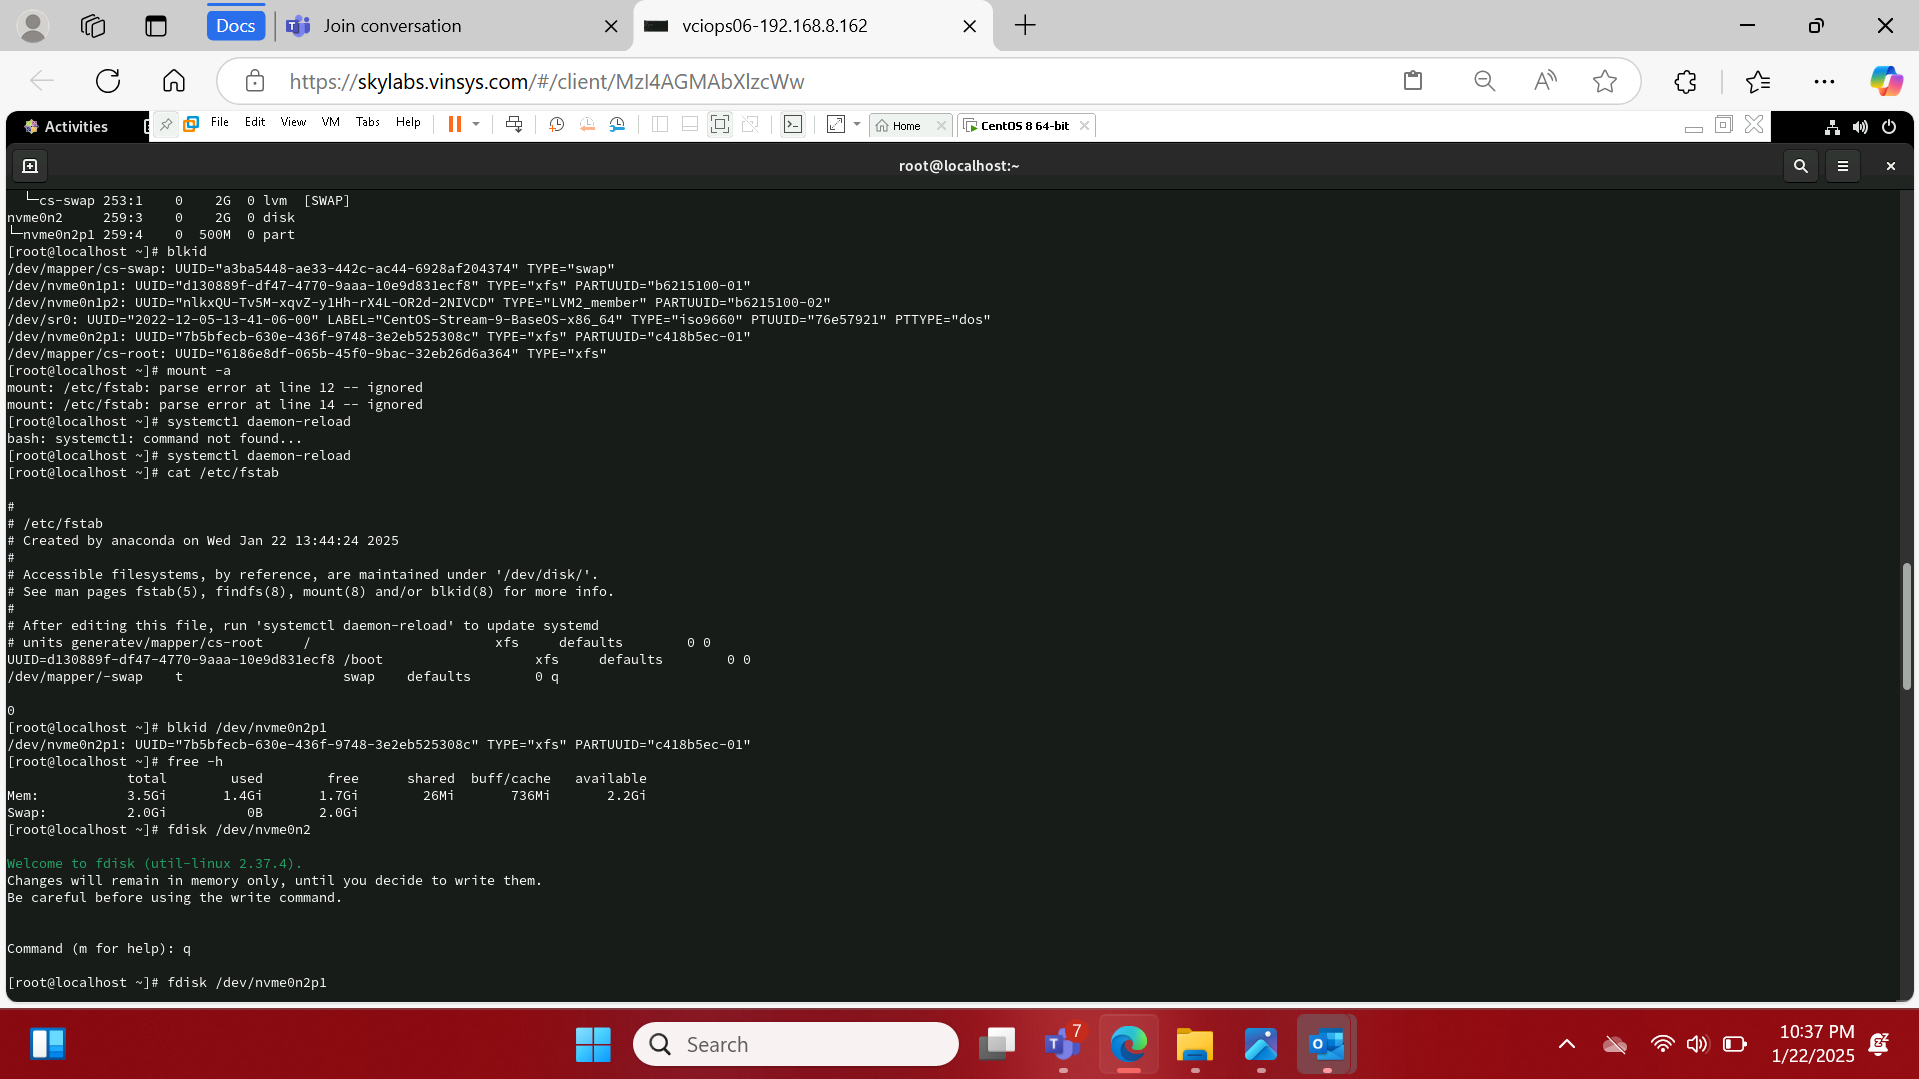 Docs
Join conversation
vciops06-192.168.8.162
https://skylabs.vinsys.com/#/client/MzI4AGMAbXlzcWw
Activities
File Edit View VM Tabs Help
Home
CentOS 8 64-bit
root@localhost:~
└─cs-swap 253:1    0    2G  0 lvm  [SWAP]
nvme0n2     259:3    0    2G  0 disk
└─nvme0n2p1 259:4    0  500M  0 part
[root@localhost ~]# blkid
/dev/mapper/cs-swap: UUID="a3ba5448-ae33-442c-ac44-6928af204374" TYPE="swap"
/dev/nvme0n1p1: UUID="d130889f-df47-4770-9aaa-10e9d831ecf8" TYPE="xfs" PARTUUID="b6215100-01"
/dev/nvme0n1p2: UUID="nlkxQU-Tv5M-xqvZ-y1Hh-rX4L-OR2d-2NIVCD" TYPE="LVM2_member" PARTUUID="b6215100-02"
/dev/sr0: UUID="2022-12-05-13-41-06-00" LABEL="CentOS-Stream-9-BaseOS-x86_64" TYPE="iso9660" PTUUID="76e57921" PTTYPE="dos"
/dev/nvme0n2p1: UUID="7b5bfecb-630e-436f-9748-3e2eb525308c" TYPE="xfs" PARTUUID="c418b5ec-01"
/dev/mapper/cs-root: UUID="6186e8df-065b-45f0-9bac-32eb26d6a364" TYPE="xfs"
[root@localhost ~]# mount -a
mount: /etc/fstab: parse error at line 12 -- ignored
mount: /etc/fstab: parse error at line 14 -- ignored
[root@localhost ~]# systemct1 daemon-reload
bash: systemct1: command not found...
[root@localhost ~]# systemctl daemon-reload
[root@localhost ~]# cat /etc/fstab
#
# /etc/fstab
# Created by anaconda on Wed Jan 22 13:44:24 2025
#
# Accessible filesystems, by reference, are maintained under '/dev/disk/'.
# See man pages fstab(5), findfs(8), mount(8) and/or blkid(8) for more info.
#
# After editing this file, run 'systemctl daemon-reload' to update systemd
# units generatev/mapper/cs-root     /                       xfs     defaults        0 0
UUID=d130889f-df47-4770-9aaa-10e9d831ecf8 /boot                   xfs     defaults        0 0
/dev/mapper/-swap    t                    swap    defaults        0 q
0
[root@localhost ~]# blkid /dev/nvme0n2p1
/dev/nvme0n2p1: UUID="7b5bfecb-630e-436f-9748-3e2eb525308c" TYPE="xfs" PARTUUID="c418b5ec-01"
[root@localhost ~]# free -h
total        used        free      shared  buff/cache   available
Mem:           3.5Gi       1.4Gi       1.7Gi        26Mi       736Mi       2.2Gi
Swap:          2.0Gi          0B       2.0Gi
[root@localhost ~]# fdisk /dev/nvme0n2
Welcome to fdisk (util-linux 2.37.4).
Changes will remain in memory only, until you decide to write them.
Be careful before using the write command.
Command (m for help): q
[root@localhost ~]# fdisk /dev/nvme0n2p1
Search
7
10:37 PM
1/22/2025